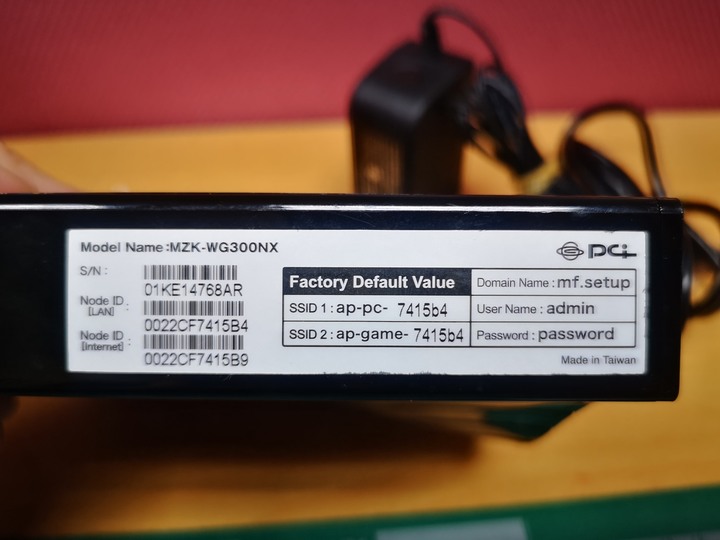 Model Name:MZK-WG300NX
PCi
S/N :
01KE14768AR
Node ID :
[LAN]
0022CF7415B4
Node ID :
[Internet]
0022CF7415B9
Factory Default Value
Domain Name : mf.setup
SSID 1 : ap-pc- 7415b4
User Name : admin
SSID 2 : ap-game- 7415b4
Password : password
Made in Taiwan